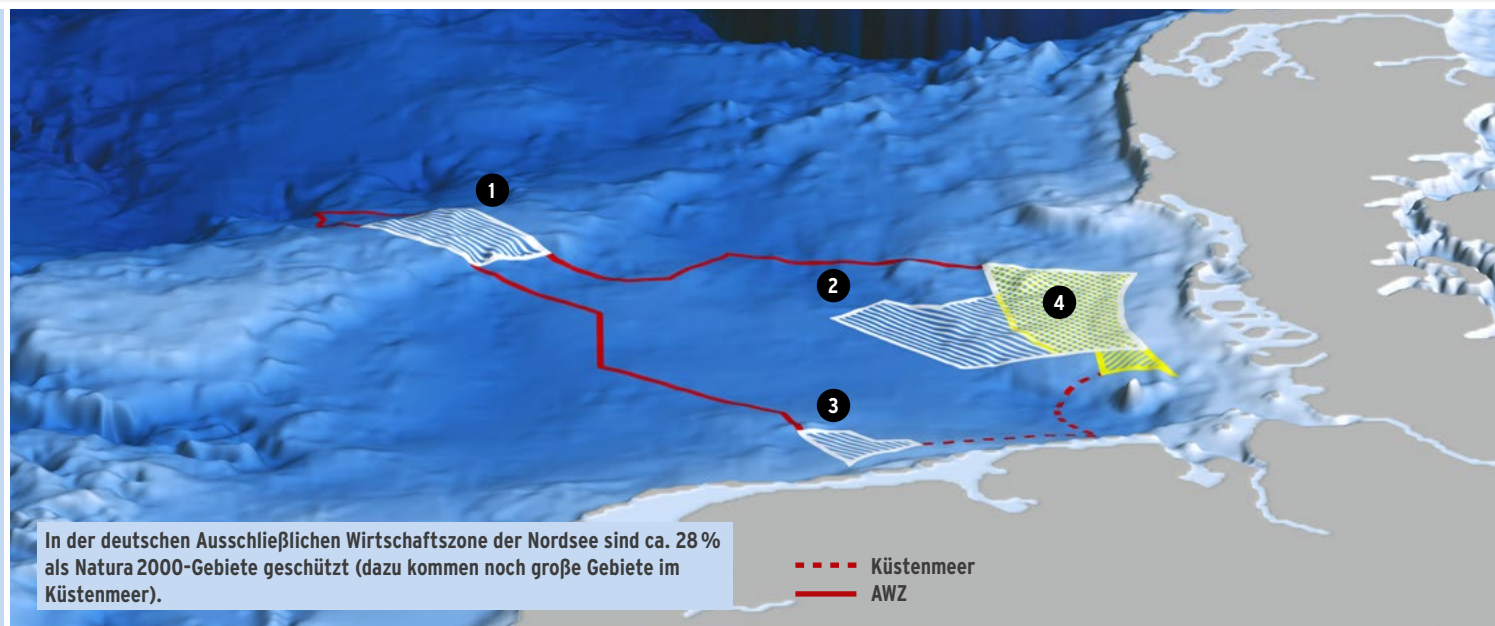 1
2
4
3
In der deutschen Ausschließlichen Wirtschaftszone der Nordsee sind ca. 28 %
als Natura 2000-Gebiete geschützt (dazu kommen noch große Gebiete im
Küstenmeer).
Küstenmeer
AWZ